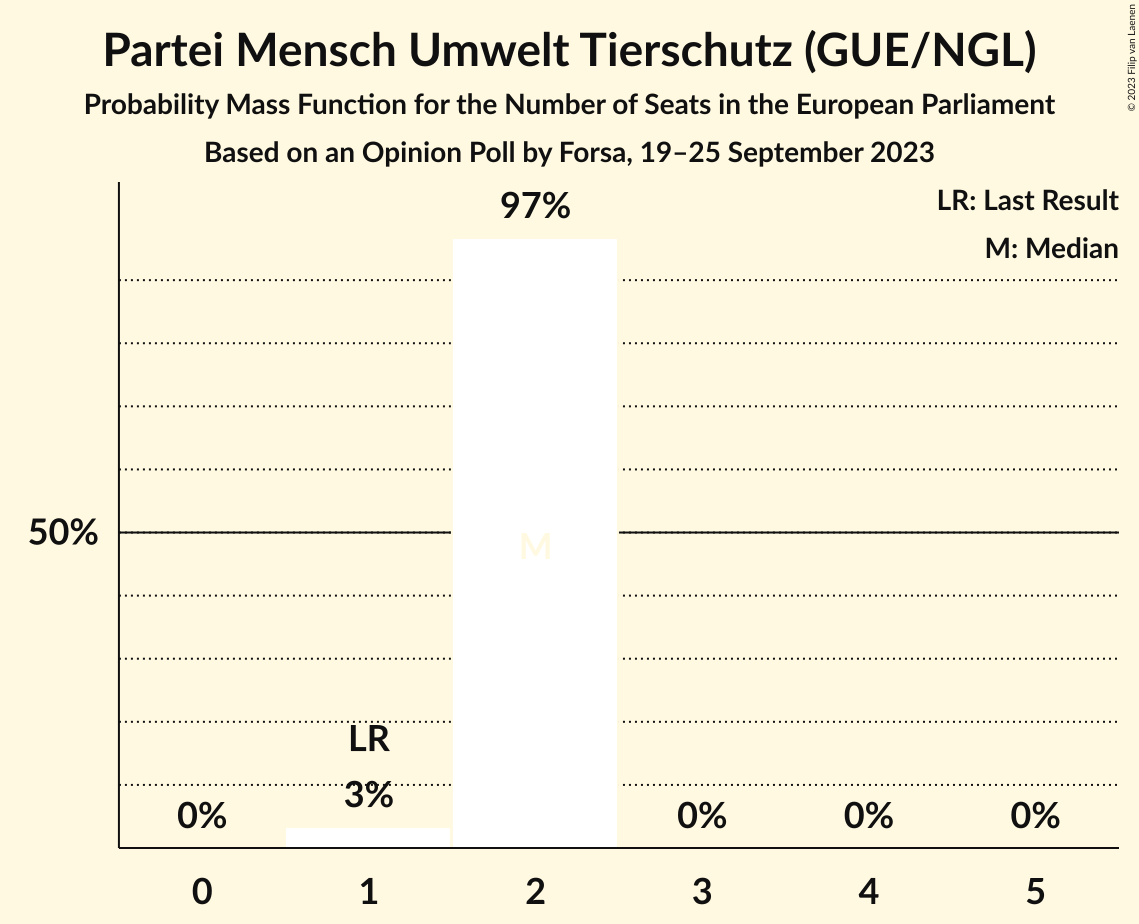 Partei Mensch Umwelt Tierschutz (GUE/NGL)
Probability Mass Function for the Number of Seats in the European Parliament
Based on an Opinion Poll by Forsa, 19–25 September 2023
© 2023 Filip van Laenen
LR: Last Result
M: Median
97%
50%
M
LR
0%
3%
0%
0%
0%
0
1
2
3
4
5